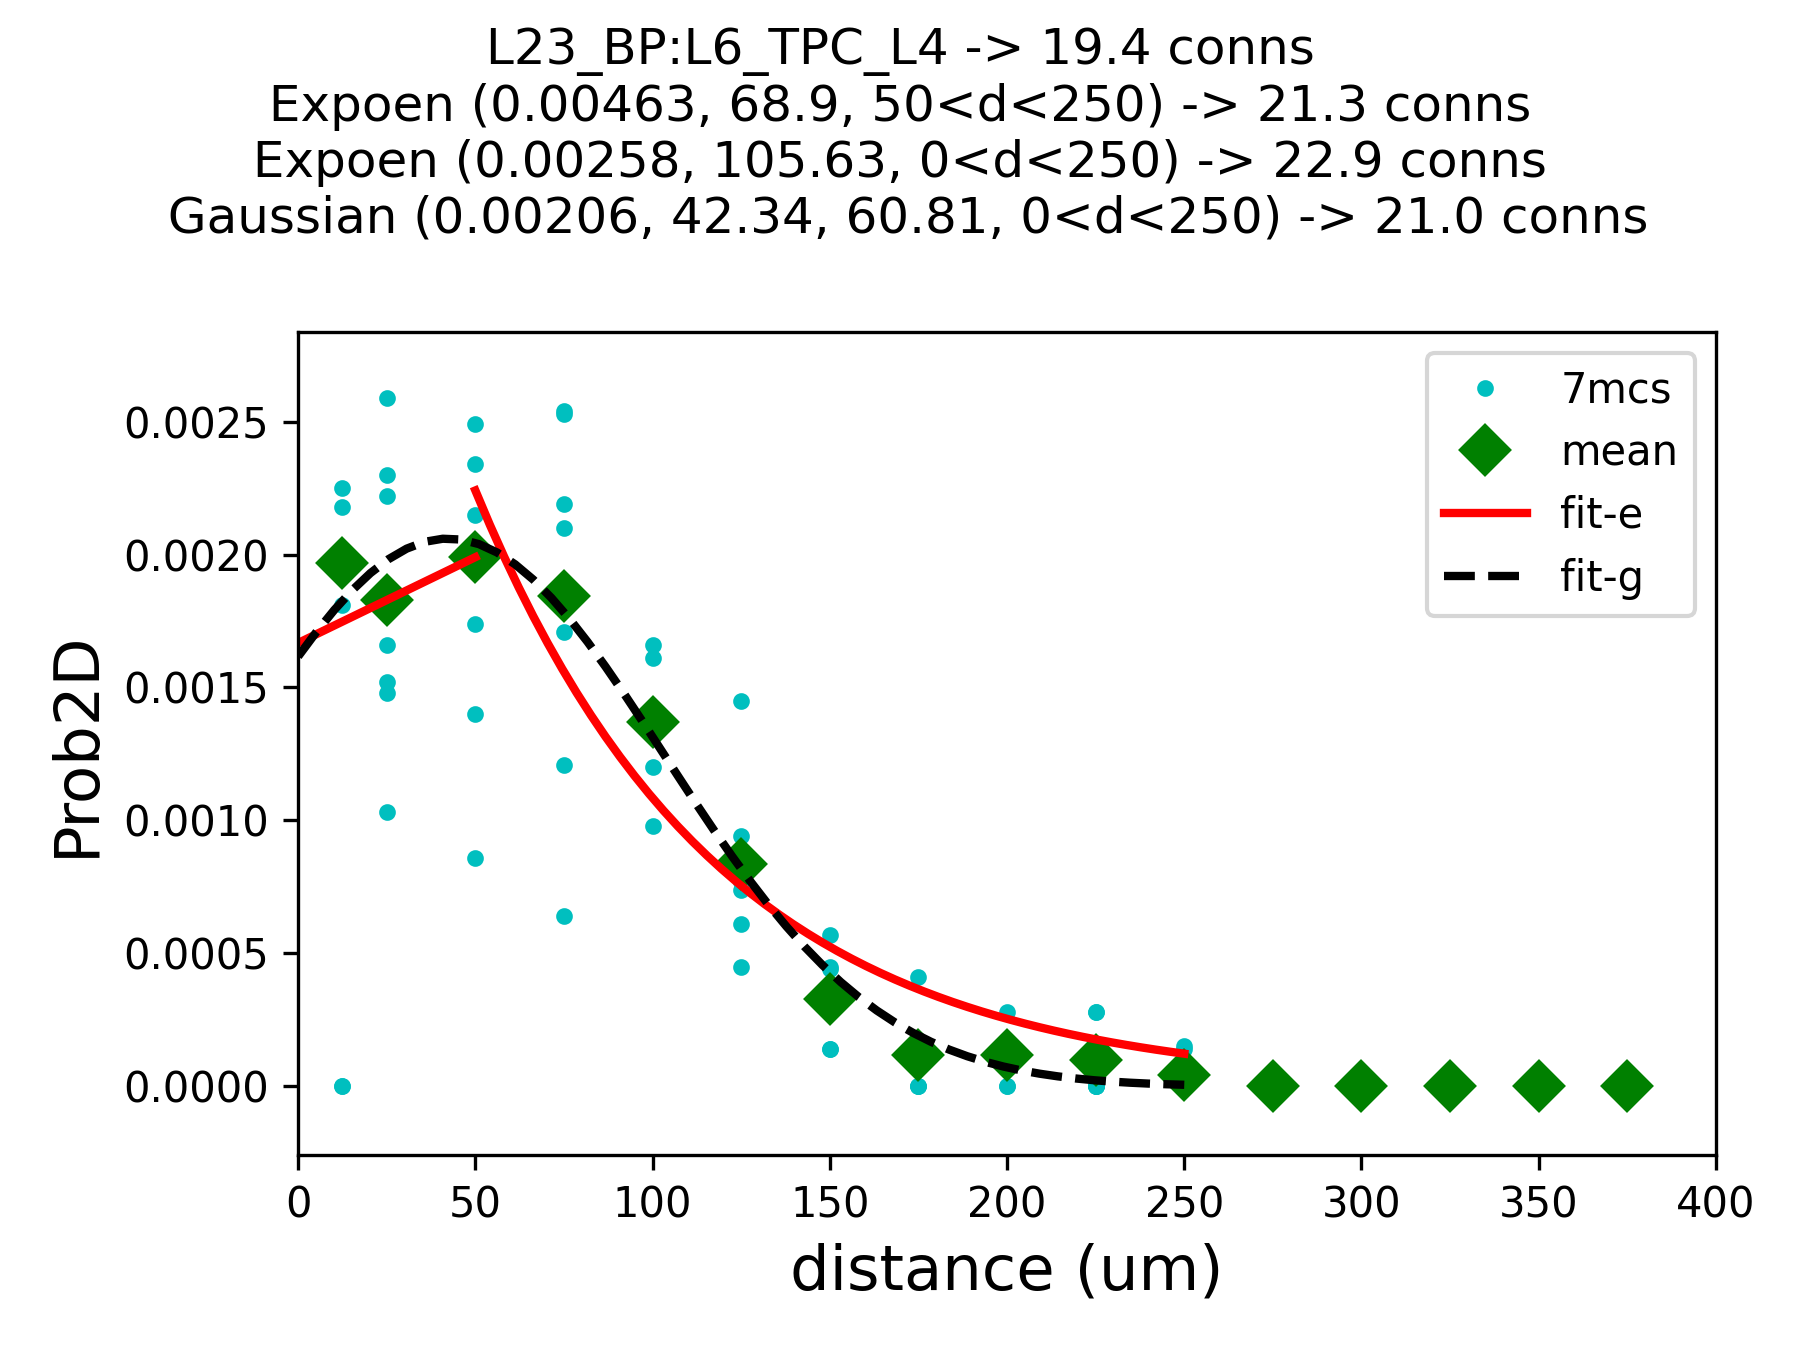 L23_BP:L6_TPC_L4 -> 19.4 conns
Expoen (0.00463, 68.9, 50<d<250) -> 21.3 conns
Expoen (0.00258, 105.63, 0<d<250) -> 22.9 conns
Gaussian (0.00206, 42.34, 60.81, 0<d<250) -> 21.0 conns
7mcs
mean
fit-e
fit-g
Prob2D
0.0025
0.0020
0.0015
0.0010
0.0005
0.0000
0 50 100 150 200 250 300 350 400
distance (um)